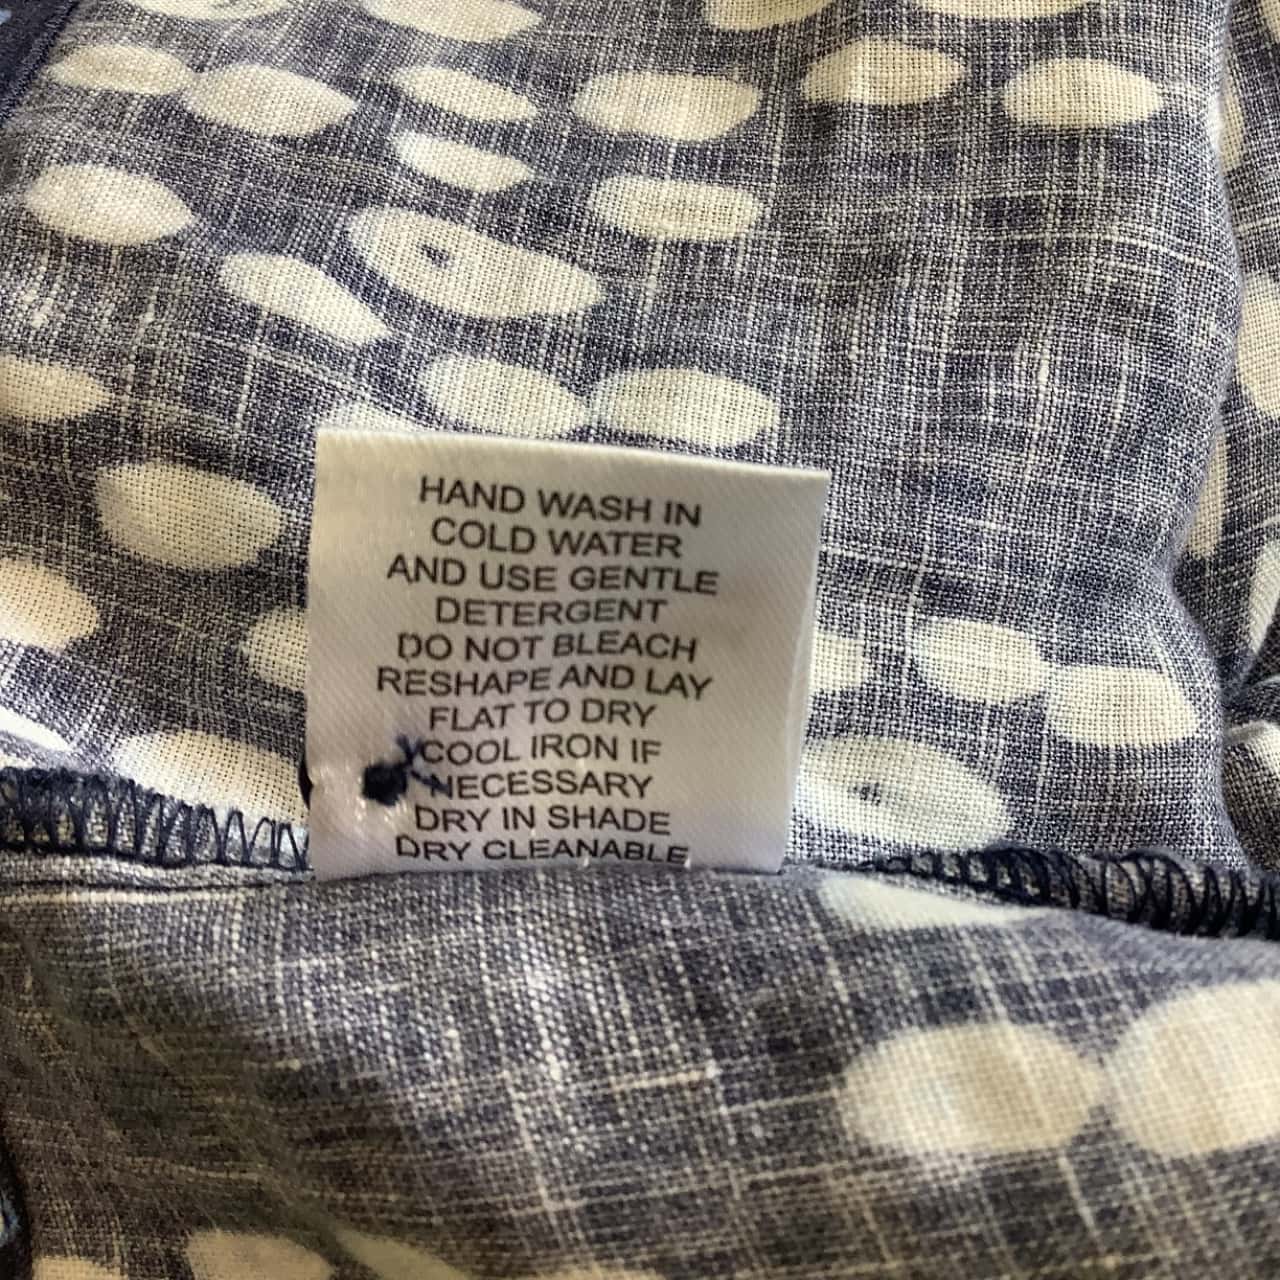 HAND WASH IN
COLD WATER
AND USE GENTLE
DETERGENT
DO NOT BLEACH
RESHAPE AND LAY
FLAT TO DRY
COOL IRON IF
NECESSARY
DRY IN SHADE
DRY CLEANABLE